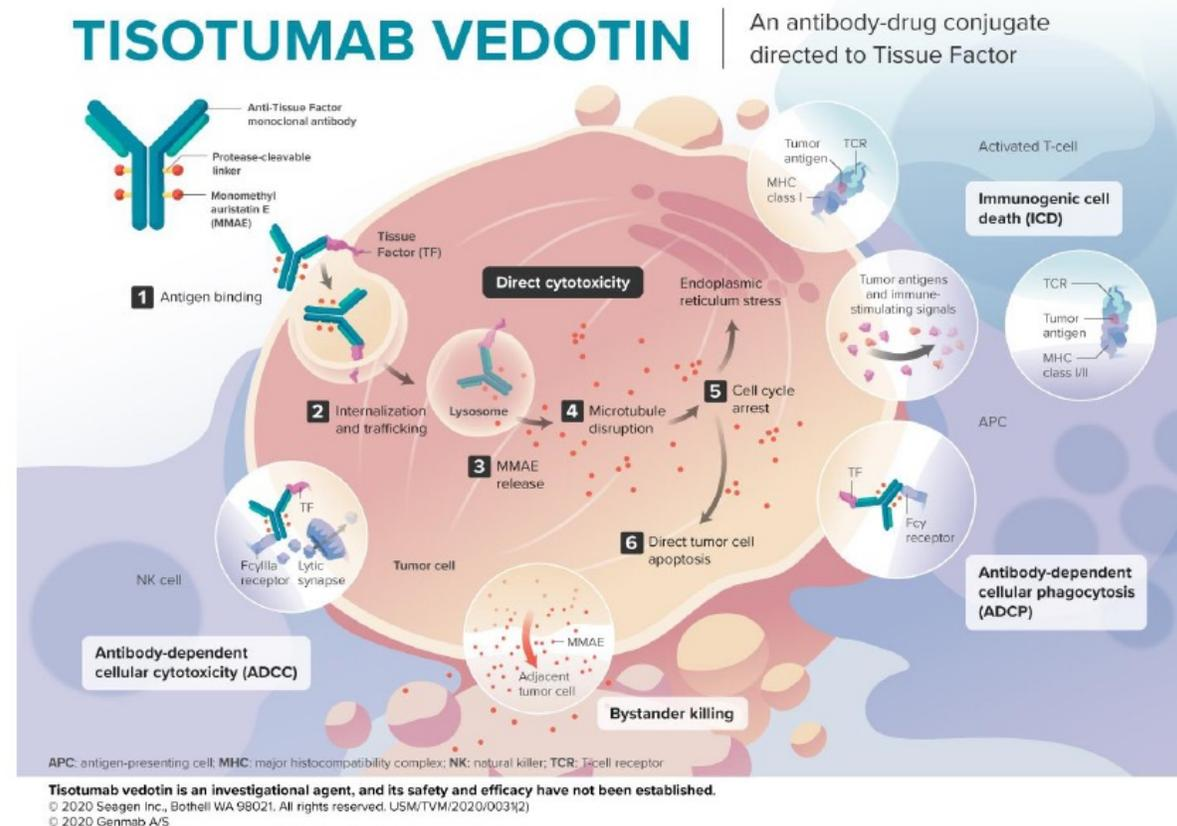 TISOTUMAB VEDOTIN
An antibody-drug conjugate
directed to Tissue Factor
Anti-Tissue Factor
monoclonal antibody
Protease-cleavable
linker
Monomethyl
auristatin E
(MMAE)
Tissue
Factor (TF)
1 Antigen binding
Direct cytotoxicity
Endoplasmic
reticulum stress
2 Internalization
and trafficking
Lysosome
3 MMAE
release
4 Microtubule
disruption
5 Cell cycle
arrest
6 Direct tumor cell
apoptosis
Tumor cell
Tumor
antigen
TCR
MHC
class I
Activated T-cell
Immunogenic cell
death (ICD)
Tumor antigens
and immune-
stimulating signals
TCR
Tumor
antigen
MHC
class I/II
APC
TF
Fcγ
receptor
Antibody-dependent
cellular phagocytosis
(ADCP)
TF
FcγIIIa
receptor
Lytic
synapse
NK cell
Antibody-dependent
cellular cytotoxicity (ADCC)
MMAE
Adjacent
tumor cell
Bystander killing
APC: antigen-presenting cell; MHC: major histocompatibility complex; NK: natural killer; TCR: T-cell receptor
Tisotumab vedotin is an investigational agent, and its safety and efficacy have not been established.
© 2020 Seagen Inc., Bothell WA 98021. All rights reserved. USM/TVM/2020/0031(2)
© 2020 Genmab A/S